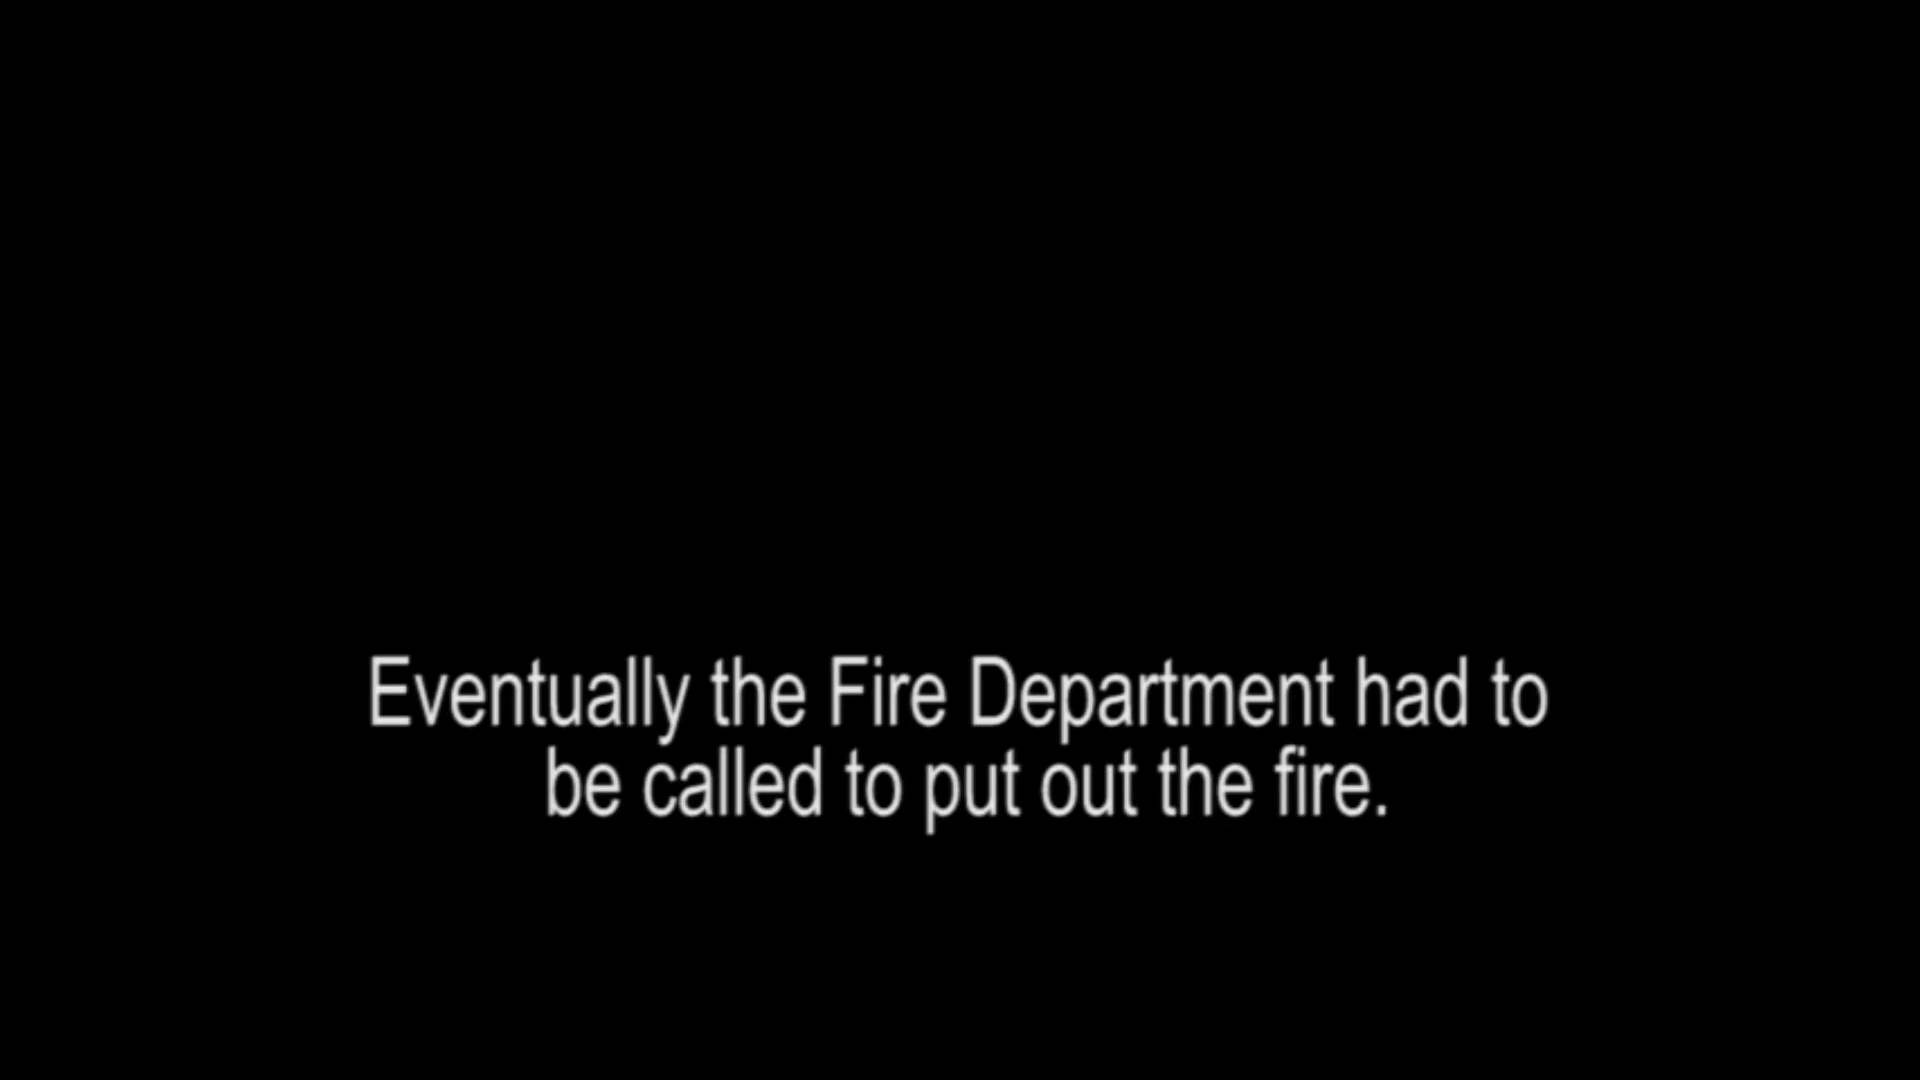 Eventually the Fire Department had to
be called to put out the fire.